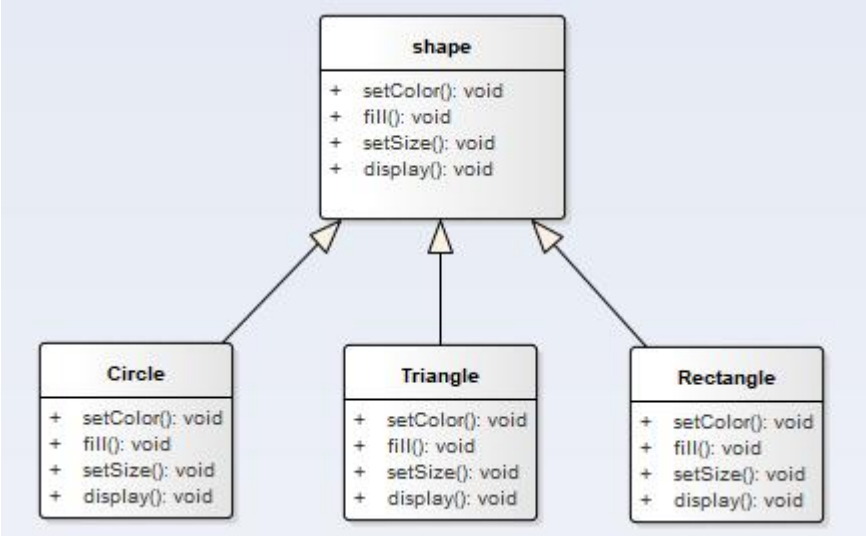 shape
+ setColor(): void
+ fill(): void
+ setSize(): void
+ display(): void
Circle
+ setColor(): void
+ fill(): void
+ setSize(): void
+ display(): void
Triangle
+ setColor(): void
+ fill(): void
+ setSize(): void
+ display(): void
Rectangle
+ setColor(): void
+ fill(): void
+ setSize(): void
+ display(): void